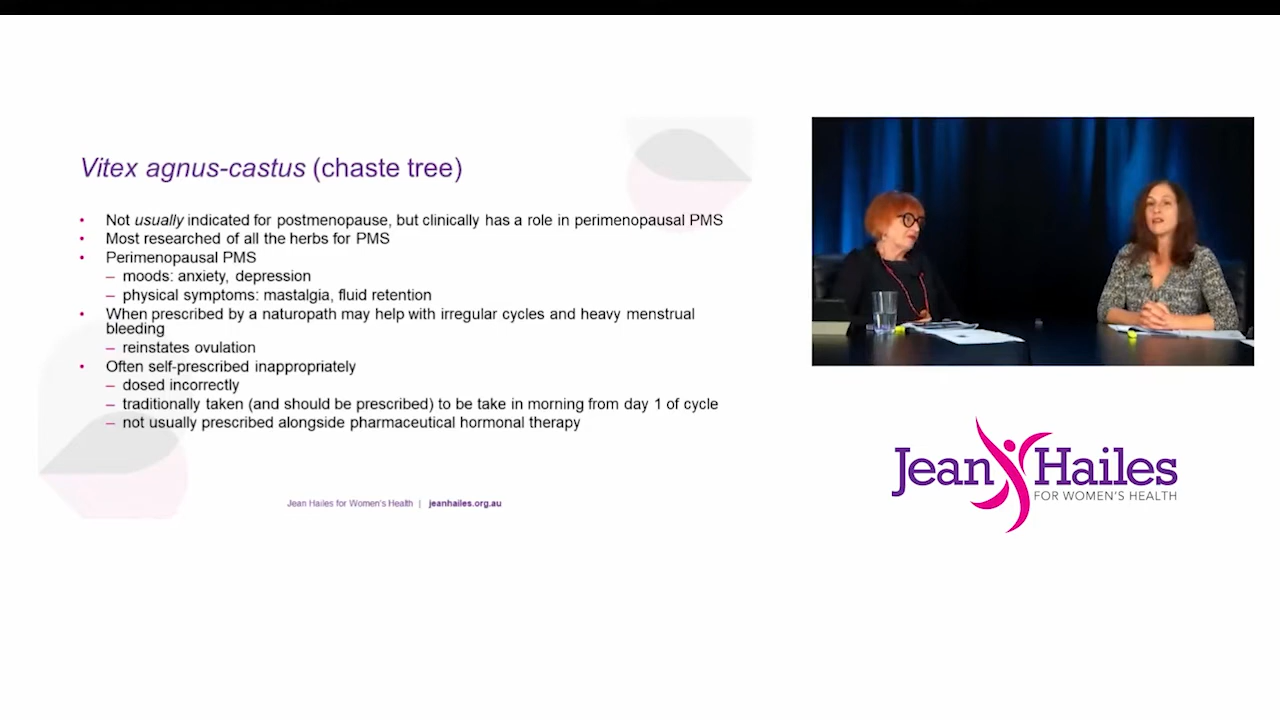 Vitex agnus-castus (chaste tree)
• Not usually indicated for postmenopause, but clinically has a role in perimenopausal PMS
• Most researched of all the herbs for PMS
• Perimenopausal PMS
– moods: anxiety, depression
– physical symptoms: mastalgia, fluid retention
• When prescribed by a naturopath may help with irregular cycles and heavy menstrual
bleeding
– reinstates ovulation
• Often self-prescribed inappropriately
– dosed incorrectly
– traditionally taken (and should be prescribed) to be take in morning from day 1 of cycle
– not usually prescribed alongside pharmaceutical hormonal therapy
Jean Hailes for Women's Health | jeanhailes.org.au
Jean Hailes
FOR WOMEN'S HEALTH